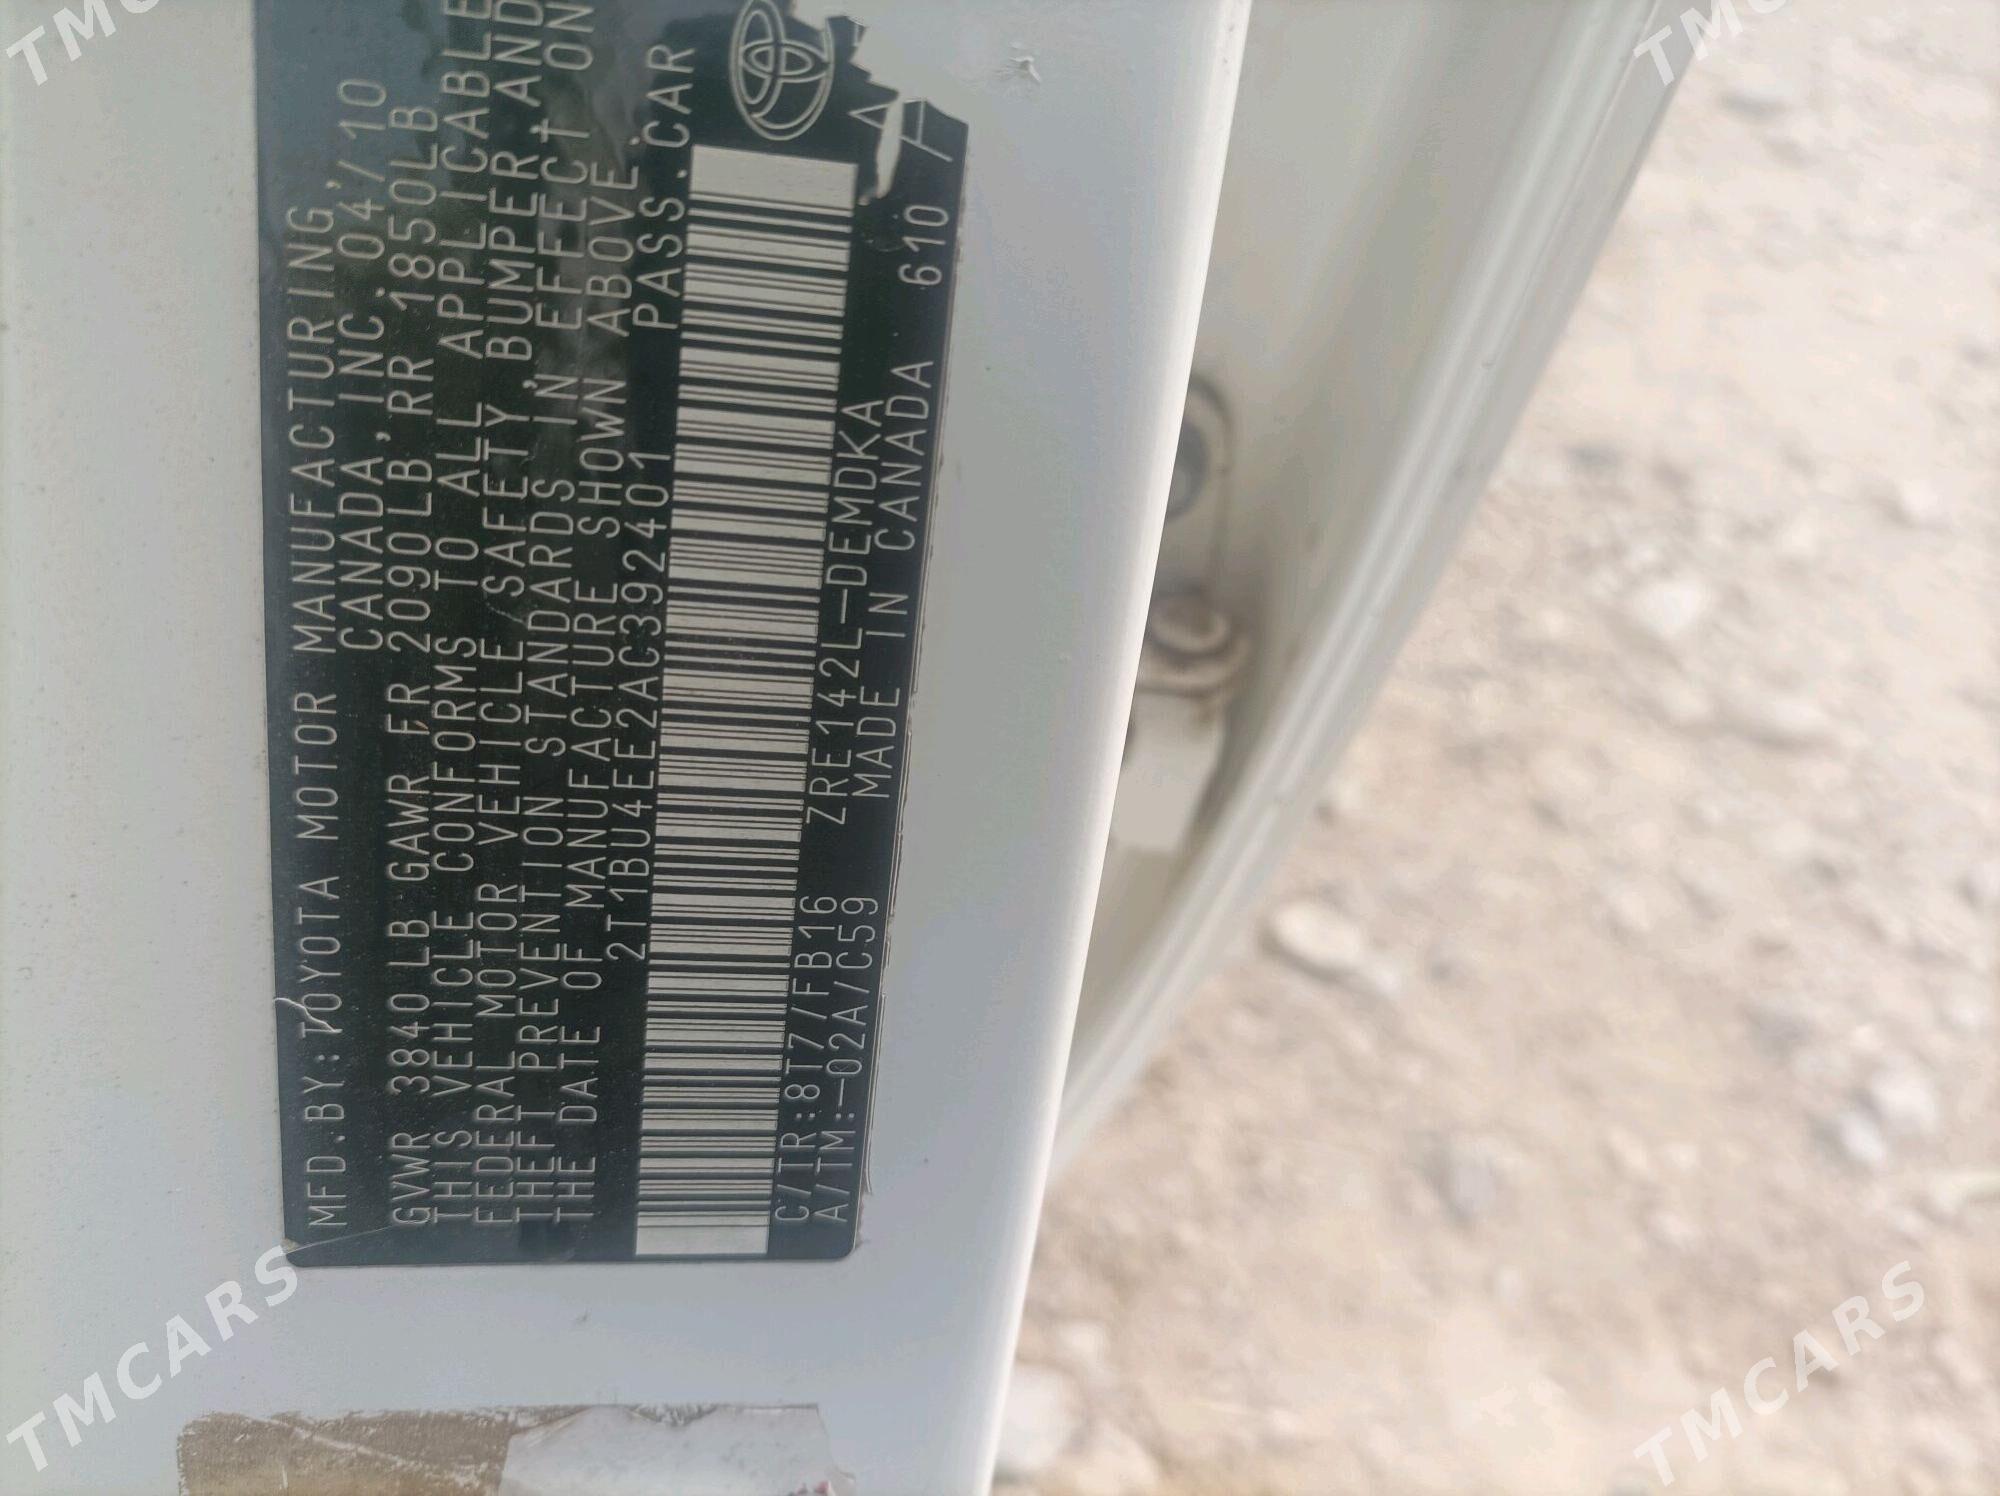 MFD.BY:TOYOTA MOTOR MANUFACTURING,
CANADA,INC. 04/10
GVWR 3840 LB GAWR FR 2090LB,RR 1850LB
THIS VEHICLE CONFORMS TO ALL APPLICABLE
FEDERAL MOTOR VEHICLE SAFETY,BUMPER,AND
THEFT PREVENTION STANDARDS IN EFFECT ON
THE DATE OF MANUFACTURE SHOWN ABOVE.
2T1BU4EE2AC392401 PASS.CAR
C/TR:8T7/FB16 ZRE142L-DEMDKA
A/TM:-02A/C59 MADE IN CANADA 610
TMCARS
TMCARS